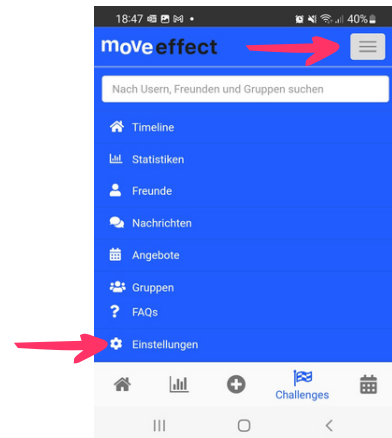 18:47 40%
moveeffect
Nach Usern, Freunden und Gruppen suchen
Timeline
Statistiken
Freunde
Nachrichten
Angebote
Gruppen
? FAQs
Einstellungen
Challenges